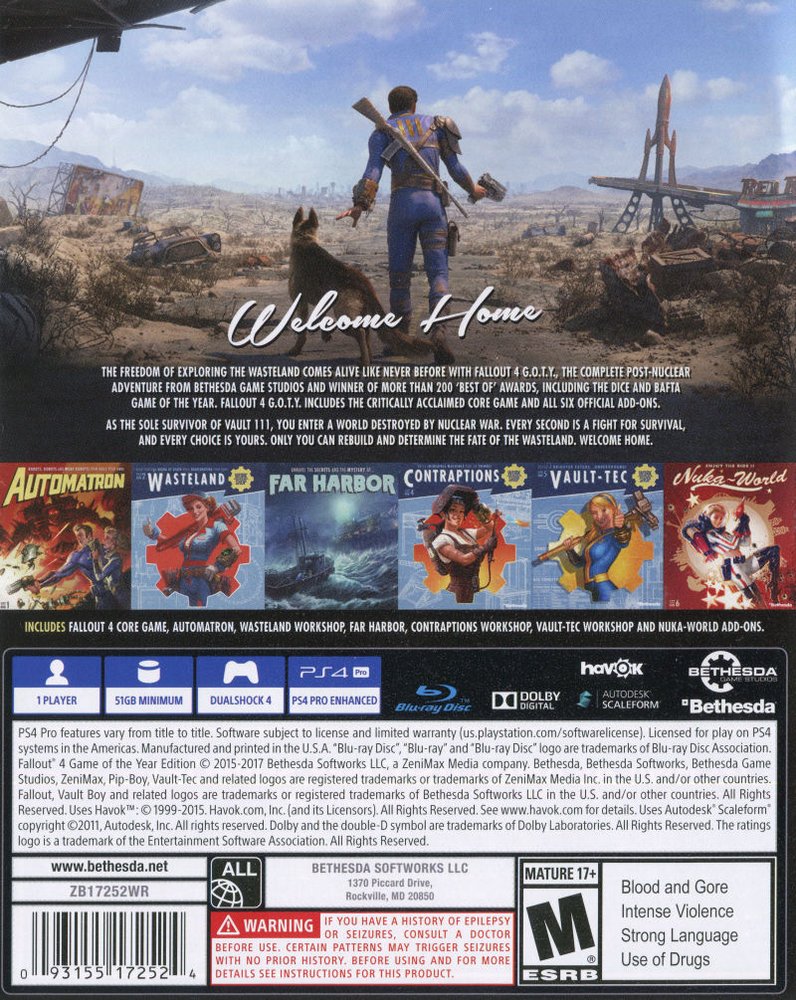 Welcome Home
THE FREEDOM OF EXPLORING THE WASTELAND COMES ALIVE LIKE NEVER BEFORE WITH FALLOUT 4 G.O.T.Y., THE COMPLETE POST-NUCLEAR
ADVENTURE FROM BETHESDA GAME STUDIOS AND WINNER OF MORE THAN 200 ‘BEST OF’ AWARDS, INCLUDING THE DICE AND BAFTA
GAME OF THE YEAR. FALLOUT 4 G.O.T.Y. INCLUDES THE CRITICALLY ACCLAIMED CORE GAME AND ALL SIX OFFICIAL ADD-ONS.
AS THE SOLE SURVIVOR OF VAULT 111, YOU ENTER A WORLD DESTROYED BY NUCLEAR WAR. EVERY SECOND IS A FIGHT FOR SURVIVAL,
AND EVERY CHOICE IS YOURS. ONLY YOU CAN REBUILD AND DETERMINE THE FATE OF THE WASTELAND. WELCOME HOME.
AUTOMATRON
WASTELAND
FAR HARBOR
CONTRAPTIONS
VAULT-TEC
Nuka-World
INCLUDES FALLOUT 4 CORE GAME, AUTOMATRON, WASTELAND WORKSHOP, FAR HARBOR, CONTRAPTIONS WORKSHOP, VAULT-TEC WORKSHOP AND NUKA-WORLD ADD-ONS.
1 PLAYER
51GB MINIMUM
DUALSHOCK 4
PS4 Pro
PS4 PRO ENHANCED
Blu-ray Disc™
DOLBY
DIGITAL
havok
AUTODESK
SCALEFORM
BETHESDA
GAME STUDIOS
Bethesda
PS4 Pro features vary from title to title. Software subject to license and limited warranty (us.playstation.com/softwarelicense). Licensed for play on PS4
systems in the Americas. Manufactured and printed in the U.S.A. “Blu-ray Disc”, “Blu-ray” and “Blu-ray Disc” logo are trademarks of Blu-ray Disc Association.
Fallout® 4 Game of the Year Edition © 2015-2017 Bethesda Softworks LLC, a ZeniMax Media company. Bethesda, Bethesda Softworks, Bethesda Game
Studios, ZeniMax, Pip-Boy, Vault-Tec and related logos are registered trademarks or trademarks of ZeniMax Media Inc. in the U.S. and/or other countries.
Fallout, Vault Boy and related logos are trademarks or registered trademarks of Bethesda Softworks LLC in the U.S. and/or other countries. All Rights
Reserved. Uses Havok™: © 1999-2015. Havok.com, Inc. (and its Licensors). All Rights Reserved. See www.havok.com for details. Uses Autodesk® Scaleform®
copyright ©2011, Autodesk, Inc. All rights reserved. Dolby and the double-D symbol are trademarks of Dolby Laboratories. All Rights Reserved. The ratings
logo is a trademark of the Entertainment Software Association. All Rights Reserved.
www.bethesda.net
ZB17252WR
0 93155 17252 4
ALL
BETHESDA SOFTWORKS LLC
1370 Piccard Drive,
Rockville, MD 20850
WARNING IF YOU HAVE A HISTORY OF EPILEPSY
OR SEIZURES, CONSULT A DOCTOR
BEFORE USE. CERTAIN PATTERNS MAY TRIGGER SEIZURES
WITH NO PRIOR HISTORY. BEFORE USING AND FOR MORE
DETAILS SEE INSTRUCTIONS FOR THIS PRODUCT.
MATURE 17+
M
ESRB
Blood and Gore
Intense Violence
Strong Language
Use of Drugs